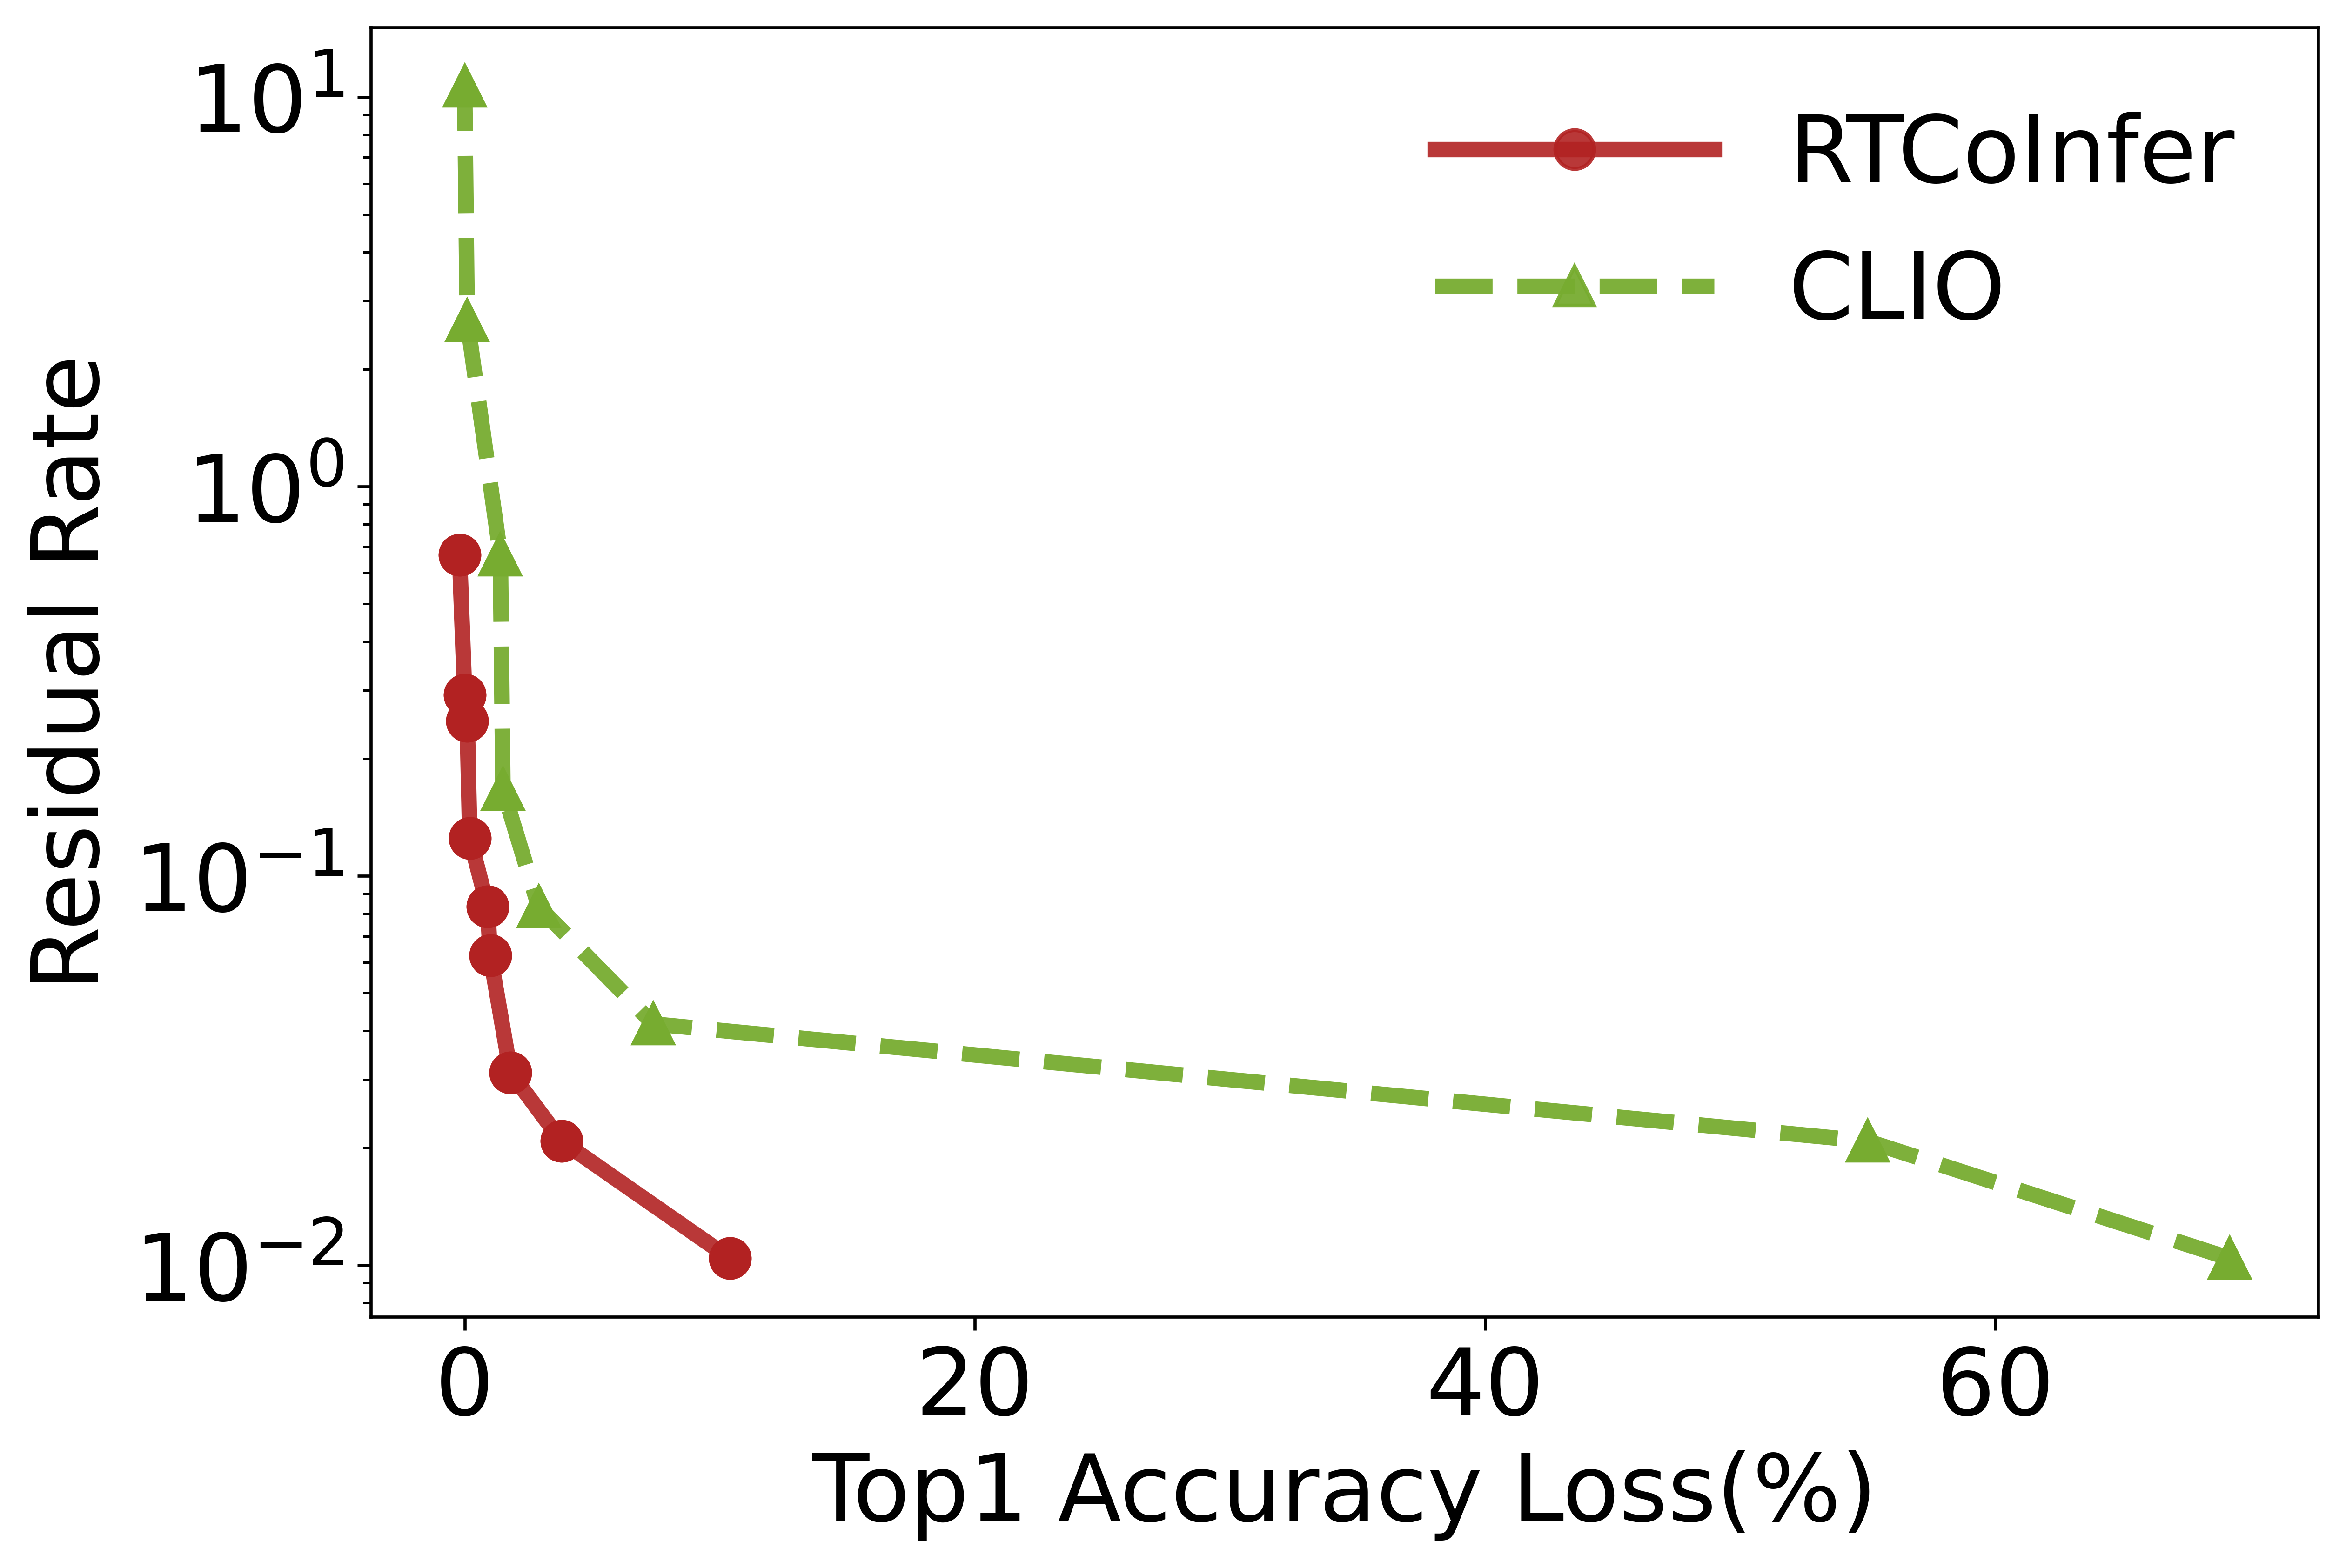 10¹
10⁰
10⁻¹
10⁻²
Residual Rate
RTCoInfer
CLIO
0 20 40 60
Top1 Accuracy Loss(%)